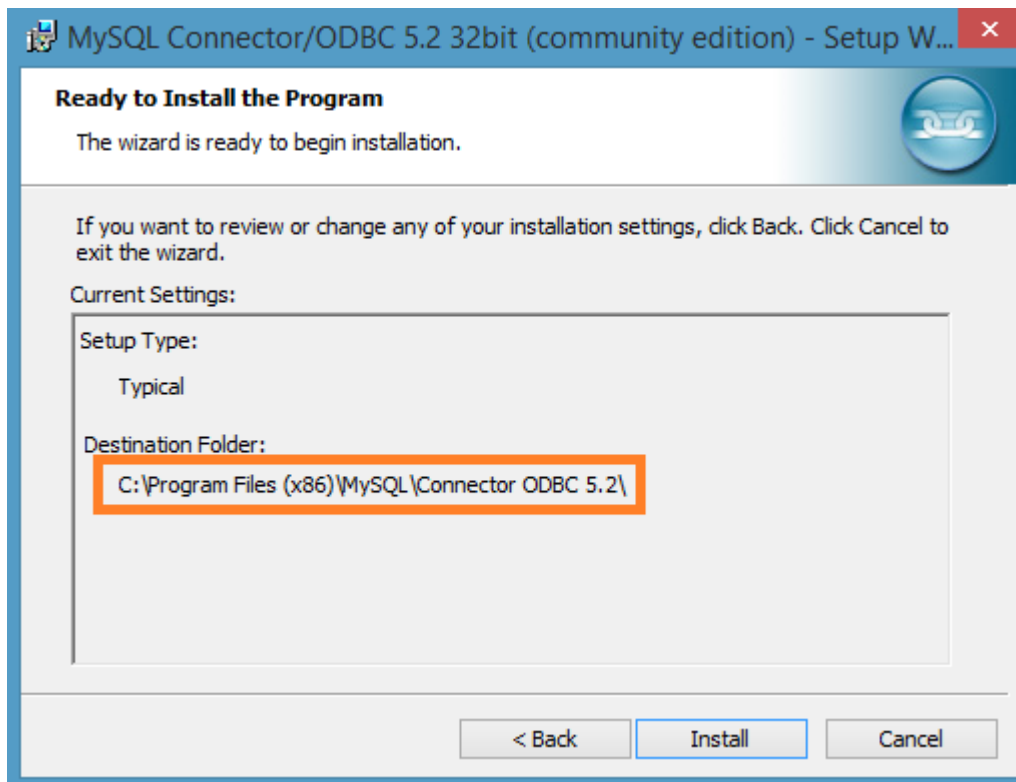 MySQL Connector/ODBC 5.2 32bit (community edition) - Setup W...
Ready to Install the Program
The wizard is ready to begin installation.
If you want to review or change any of your installation settings, click Back. Click Cancel to
exit the wizard.
Current Settings:
Setup Type:
Typical
Destination Folder:
C:\Program Files (x86)\MySQL\Connector ODBC 5.2\
< Back
Install
Cancel